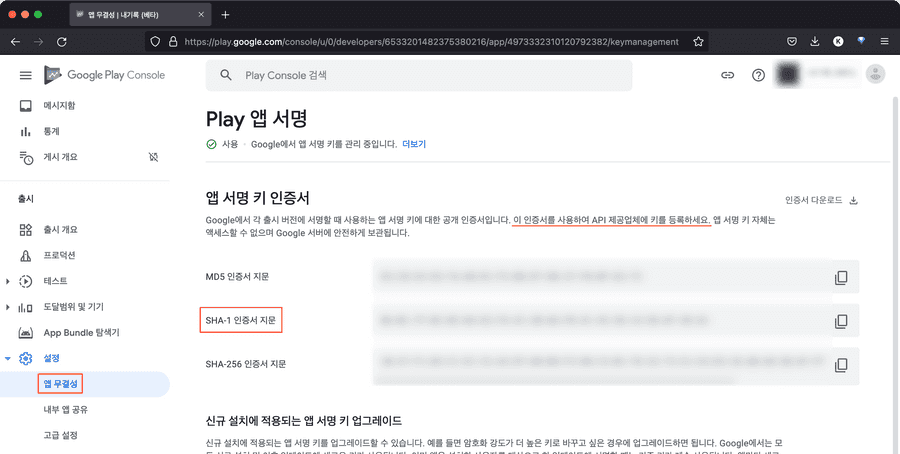 앱 무결성 | 내기록 (베타)
https://play.google.com/console/u/0/developers/6533201482375380216/app/4973332310120792382/keymanagement
K
Google Play Console
Play Console 검색
메시지함
통계
게시 개요
출시
출시 개요
프로덕션
테스트
도달범위 및 기기
App Bundle 탐색기
설정
앱 무결성
내부 앱 공유
고급 설정
Play 앱 서명
사용 · Google에서 앱 서명 키를 관리 중입니다. 더보기
앱 서명 키 인증서
인증서 다운로드
Google에서 각 출시 버전에 서명할 때 사용하는 앱 서명 키에 대한 공개 인증서입니다. 이 인증서를 사용하여 API 제공업체에 키를 등록하세요. 앱 서명 키 자체는
액세스할 수 없으며 Google 서버에 안전하게 보관됩니다.
MD5 인증서 지문
SHA-1 인증서 지문
SHA-256 인증서 지문
신규 설치에 적용되는 앱 서명 키 업그레이드
신규 설치에 적용되는 앱 서명 키를 업그레이드할 수 있습니다. 예를 들면 암호화 강도가 더 높은 키로 바꾸고 싶은 경우에 업그레이드하면 됩니다. Google에서는 모